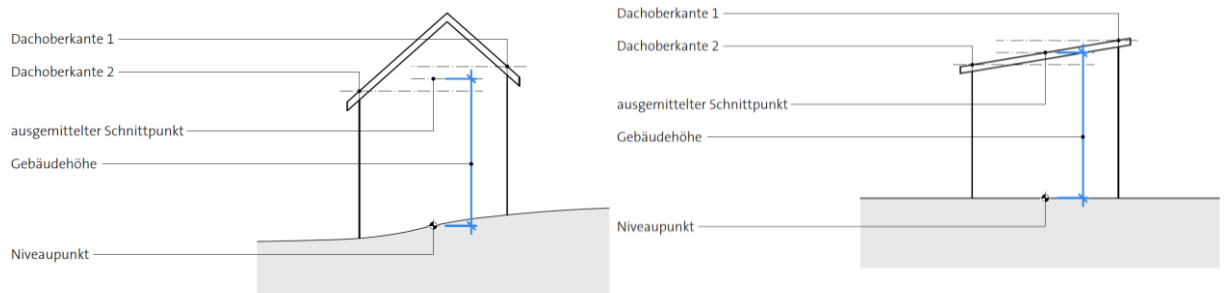 Dachoberkante 1
Dachoberkante 2
ausgemittelter Schnittpunkt
Gebäudehöhe
Niveaupunkt
Dachoberkante 1
Dachoberkante 2
ausgemittelter Schnittpunkt
Gebäudehöhe
Niveaupunkt